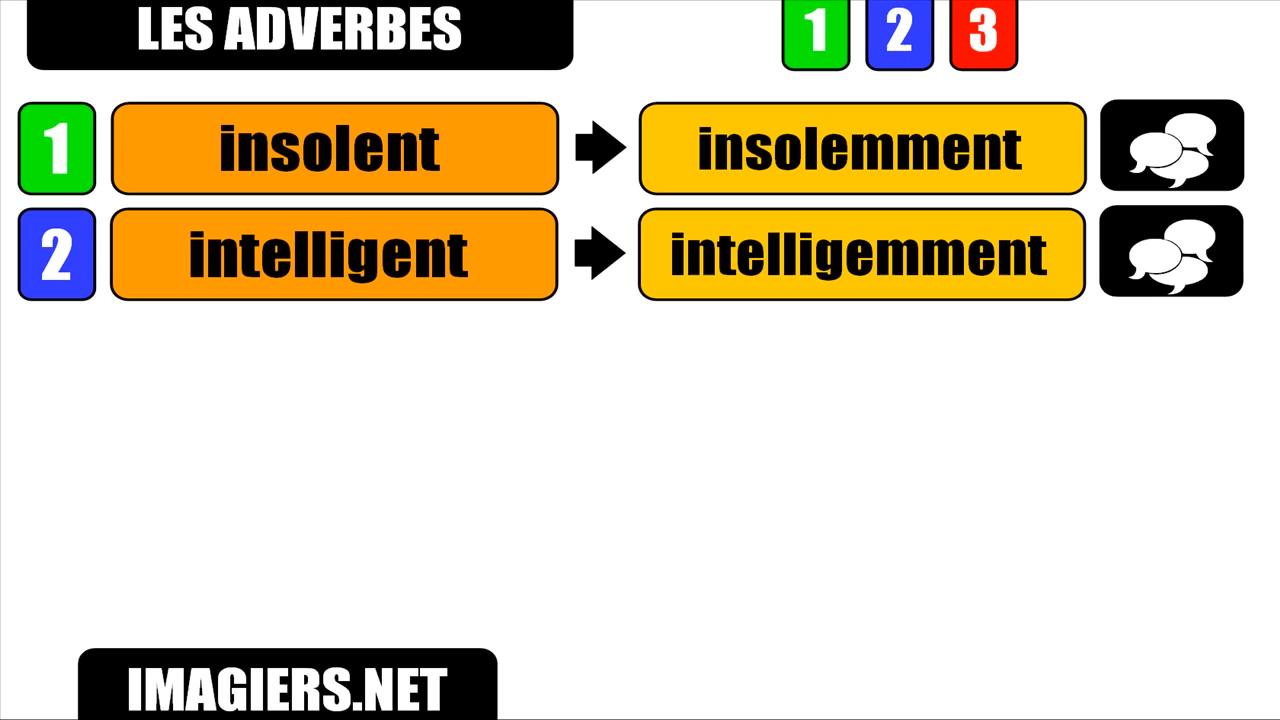 LES ADVERBES 1 2 3
1 insolent insolemment
2 intelligent intelligemment
IMAGIERS.NET